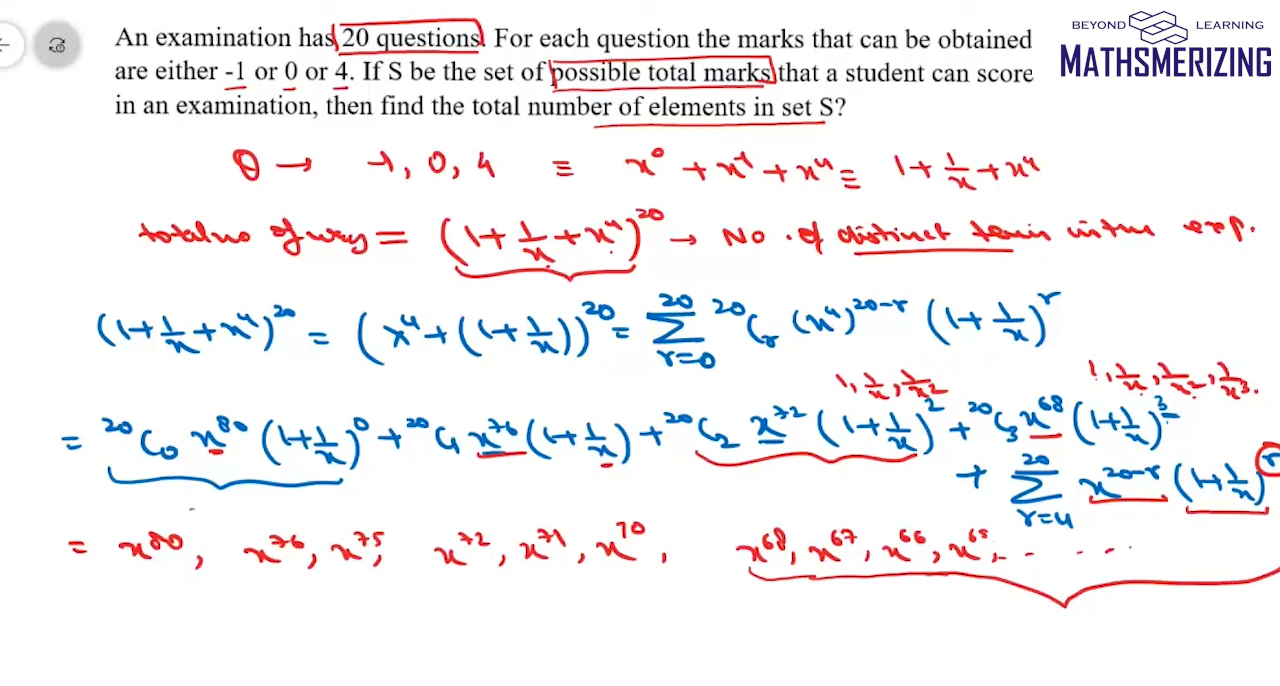 BEYOND LEARNING
MATHSMERIZING
An examination has 20 questions. For each question the marks that can be obtained
are either -1 or 0 or 4. If S be the set of possible total marks that a student can score
in an examination, then find the total number of elements in set S?
Q → -1, 0, 4 ≡ x⁰ + x⁻¹ + x⁴ ≡ 1 + 1/x + x⁴
total no of ways = (1 + 1/x + x⁴)²⁰ → No. of distinct terms in the exp.
(1 + 1/x + x⁴)²⁰ = (x⁴ + (1 + 1/x))²⁰ = ∑_{r=0}^{20} ²⁰C_r (x⁴)^{20-r} (1 + 1/x)^r
1, 1/x, 1/x² 1, 1/x, 1/x², 1/x³.
= ²⁰C₀ x⁸⁰ (1 + 1/x)⁰ + ²⁰C₁ x⁷⁶ (1 + 1/x) + ²⁰C₂ x⁷² (1 + 1/x)² + ²⁰C₃ x⁶⁸ (1 + 1/x)³
+ ∑_{r=4}^{20} x^{20-r} (1 + 1/x)^r
= x⁸⁰, x⁷⁶, x⁷⁵, x⁷², x⁷¹, x⁷⁰, x⁶⁸, x⁶⁷, x⁶⁶, x⁶⁵, ......